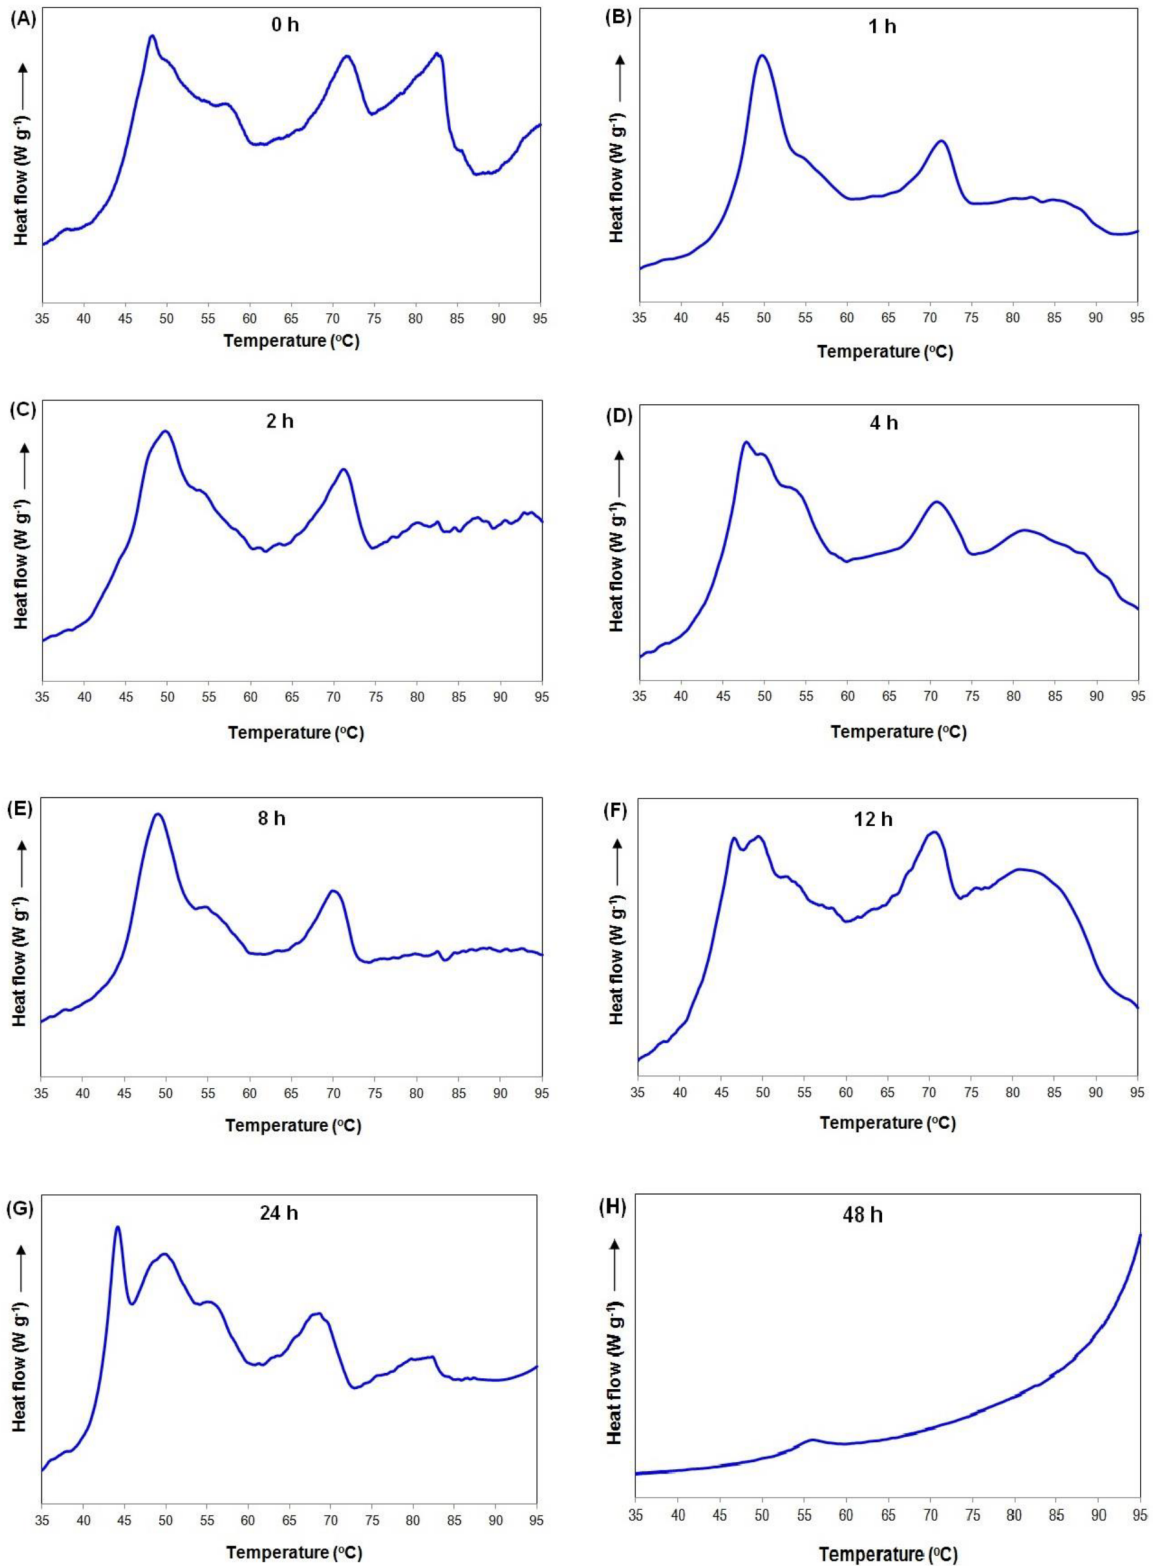 (A) 0 h
Heat flow (W g-1)
35 40 45 50 55 60 65 70 75 80 85 90 95
Temperature (ºC)
(B) 1 h
Heat flow (W g-1)
35 40 45 50 55 60 65 70 75 80 85 90 95
Temperature (ºC)
(C) 2 h
Heat flow (W g-1)
35 40 45 50 55 60 65 70 75 80 85 90 95
Temperature (ºC)
(D) 4 h
Heat flow (W g-1)
35 40 45 50 55 60 65 70 75 80 85 90 95
Temperature (ºC)
(E) 8 h
Heat flow (W g-1)
35 40 45 50 55 60 65 70 75 80 85 90 95
Temperature (ºC)
(F) 12 h
Heat flow (W g-1)
35 40 45 50 55 60 65 70 75 80 85 90 95
Temperature (ºC)
(G) 24 h
Heat flow (W g-1)
35 40 45 50 55 60 65 70 75 80 85 90 95
Temperature (ºC)
(H) 48 h
Heat flow (W g-1)
35 40 45 50 55 60 65 70 75 80 85 90 95
Temperature (ºC)